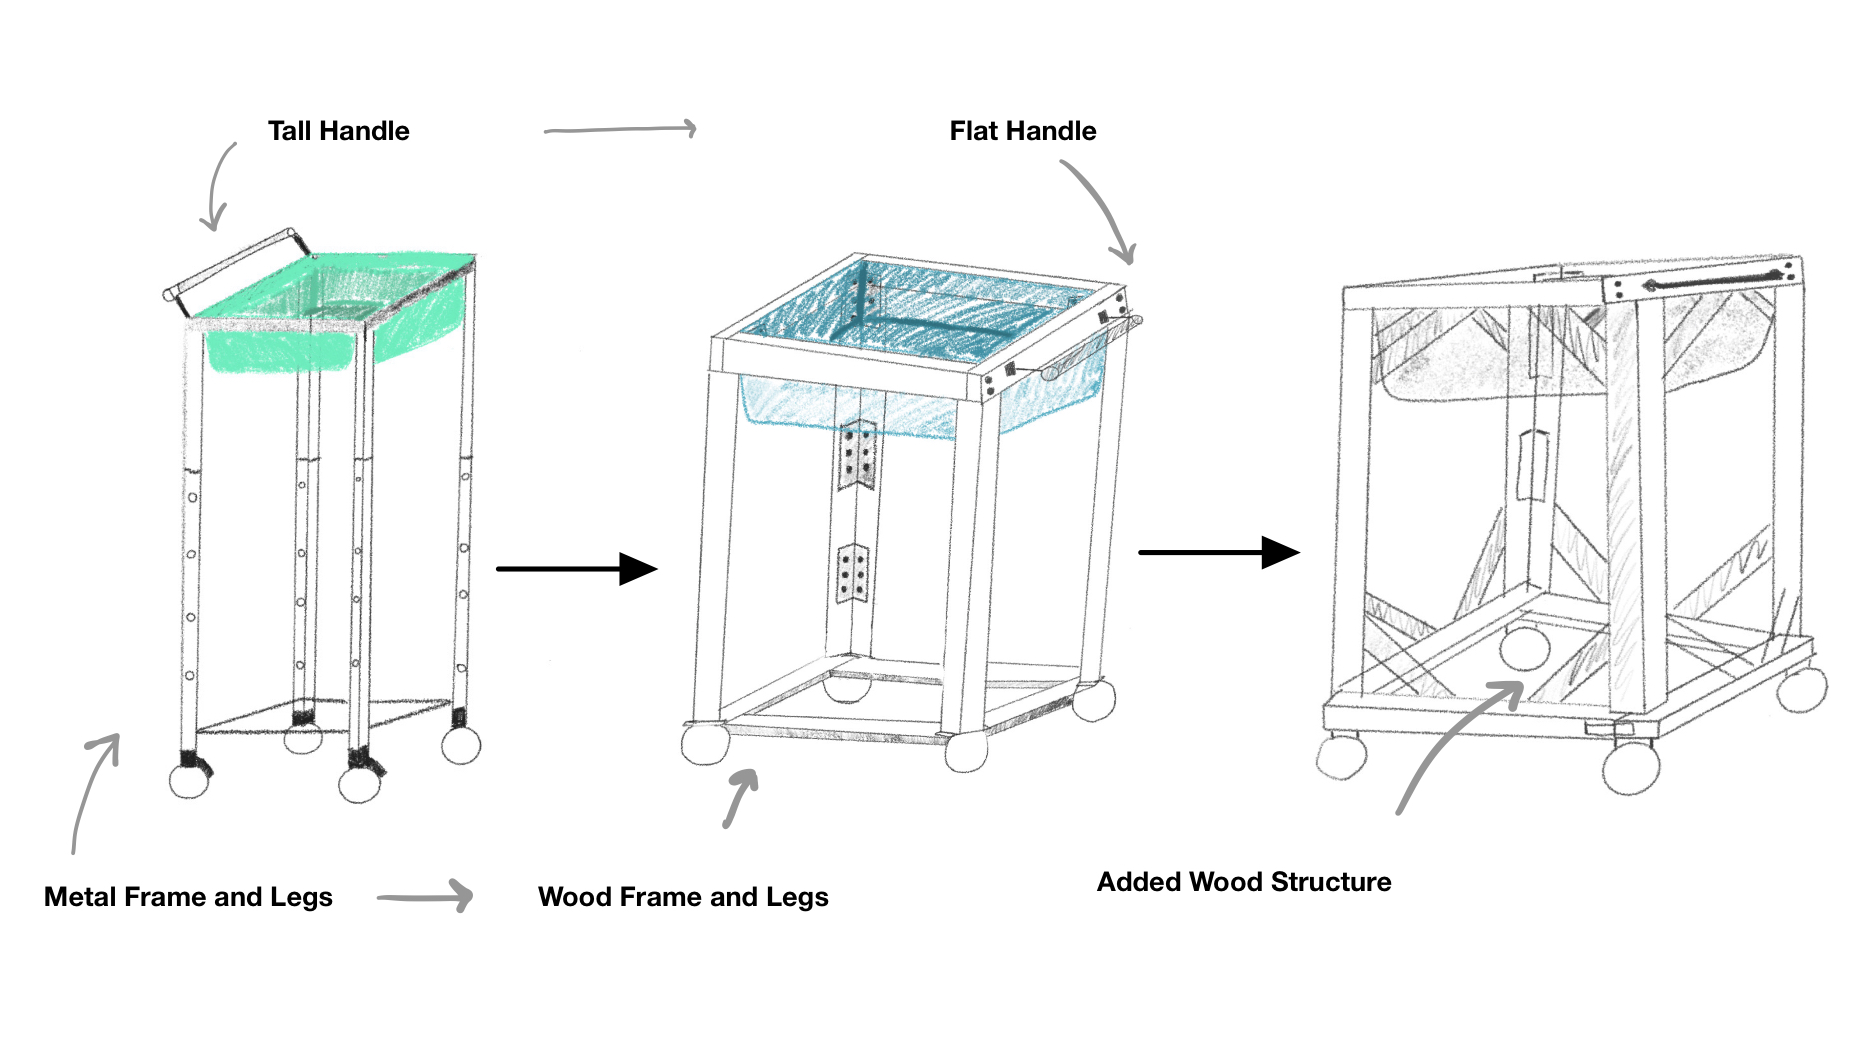 Tall Handle
Flat Handle
Metal Frame and Legs
Wood Frame and Legs
Added Wood Structure